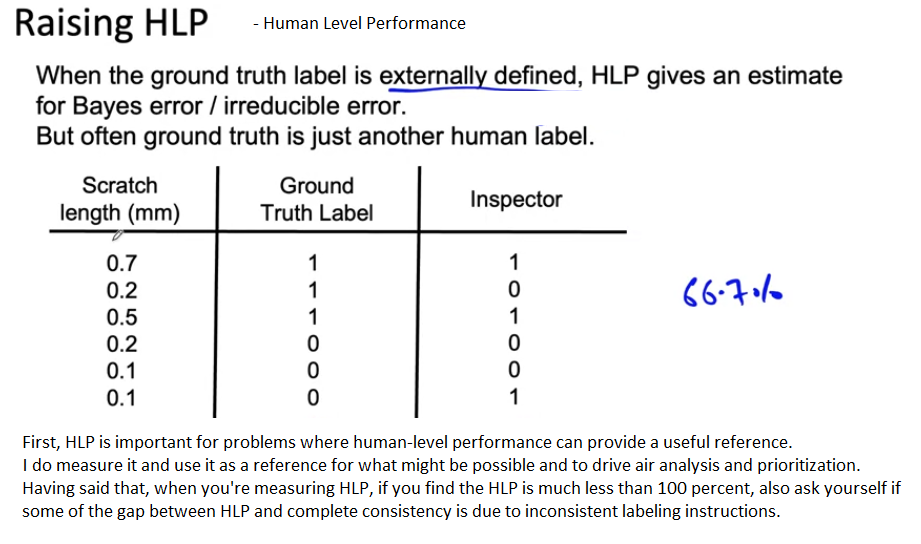 Raising HLP - Human Level Performance
When the ground truth label is externally defined, HLP gives an estimate
for Bayes error / irreducible error.
But often ground truth is just another human label.
Scratch length (mm) Ground Truth Label Inspector
0.7 1 1
0.2 1 0
0.5 1 1
0.2 0 0
0.1 0 0
0.1 0 1
66.7%
First, HLP is important for problems where human-level performance can provide a useful reference.
I do measure it and use it as a reference for what might be possible and to drive air analysis and prioritization.
Having said that, when you're measuring HLP, if you find the HLP is much less than 100 percent, also ask yourself if
some of the gap between HLP and complete consistency is due to inconsistent labeling instructions.